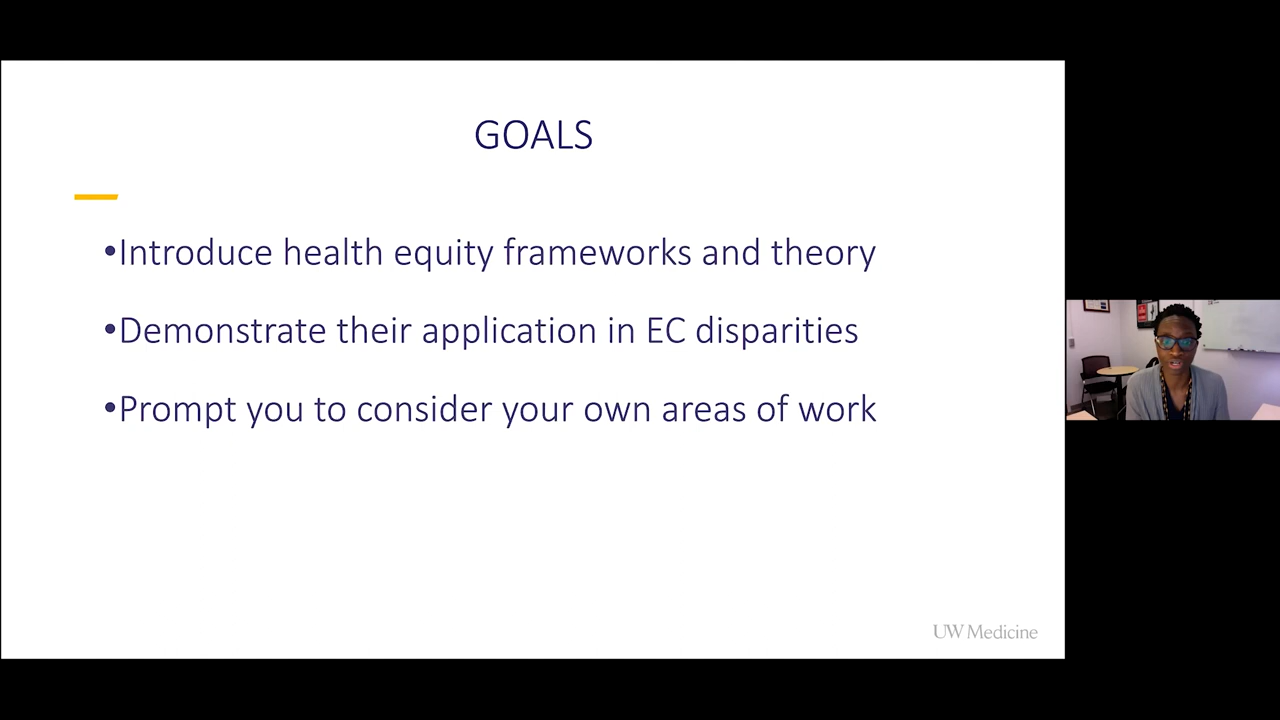 GOALS
•Introduce health equity frameworks and theory
•Demonstrate their application in EC disparities
•Prompt you to consider your own areas of work
UW Medicine